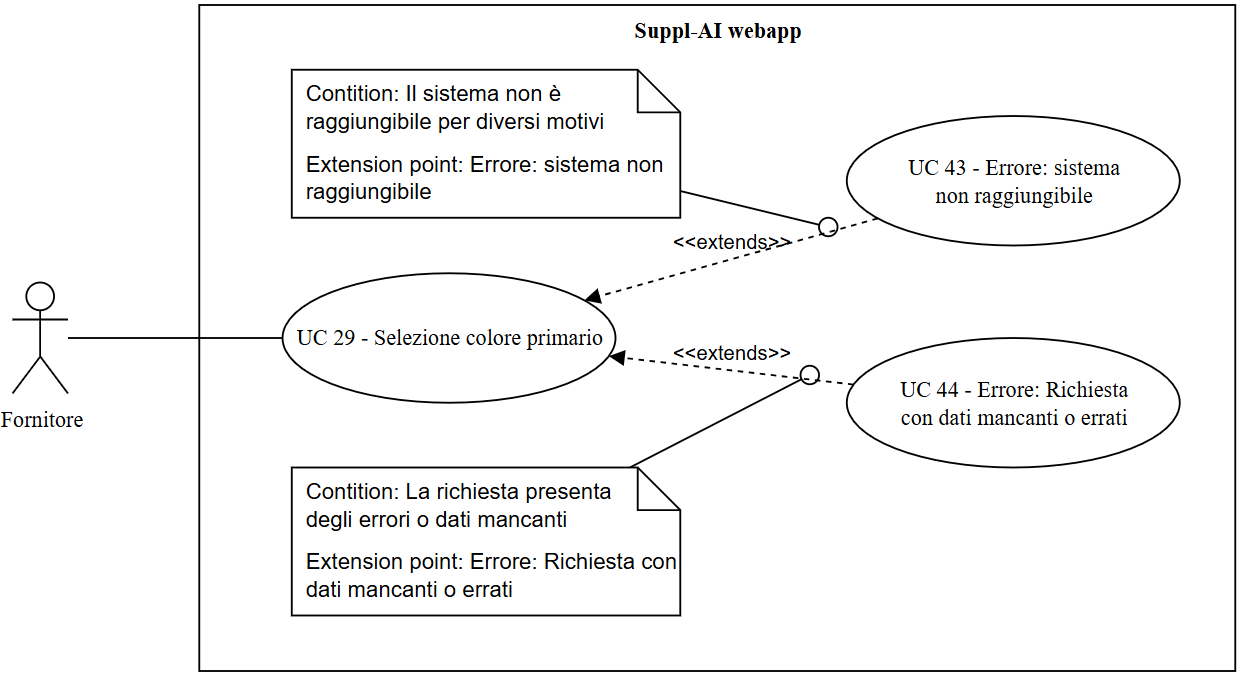 Suppl-AI webapp
Contition: Il sistema non è
raggiungibile per diversi motivi
Extension point: Errore: sistema non
raggiungibile
UC 43 - Errore: sistema
non raggiungibile
<<extends>>
UC 29 - Selezione colore primario
Fornitore
<<extends>>
UC 44 - Errore: Richiesta
con dati mancanti o errati
Contition: La richiesta presenta
degli errori o dati mancanti
Extension point: Errore: Richiesta con
dati mancanti o errati